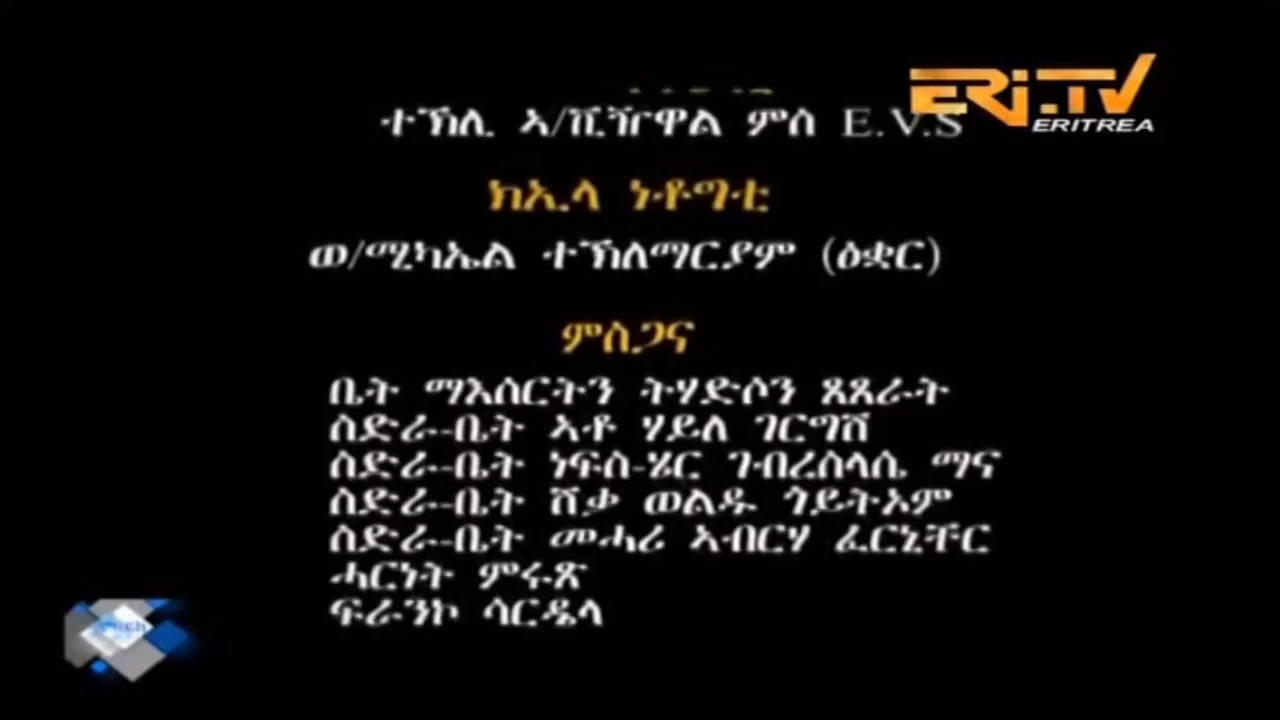 ERI.TV
ERITREA
ተኽሊ ኣ/ሺዥዋል ምስ E.V.S
ክኢላ ነቶግቲ
ወ/ሚካኤል ተኽለማርያም (ዕቋር)
ምስጋና
ቤት ማእሰርትን ትሃድሶን ጸጸራት
ስድራ-ቤት ኣቶ ሃይለ ገርግሽ
ስድራ-ቤት ነፍስ-ሄር ገብረስላሴ ማና
ስድራ-ቤት ሸቃ ወልዱ ጎይትኦም
ስድራ-ቤት መሓሪ ኣብርሃ ፈርኒቸር
ሓርነት ምሩጽ
ፍራንኮ ሳርዴላ